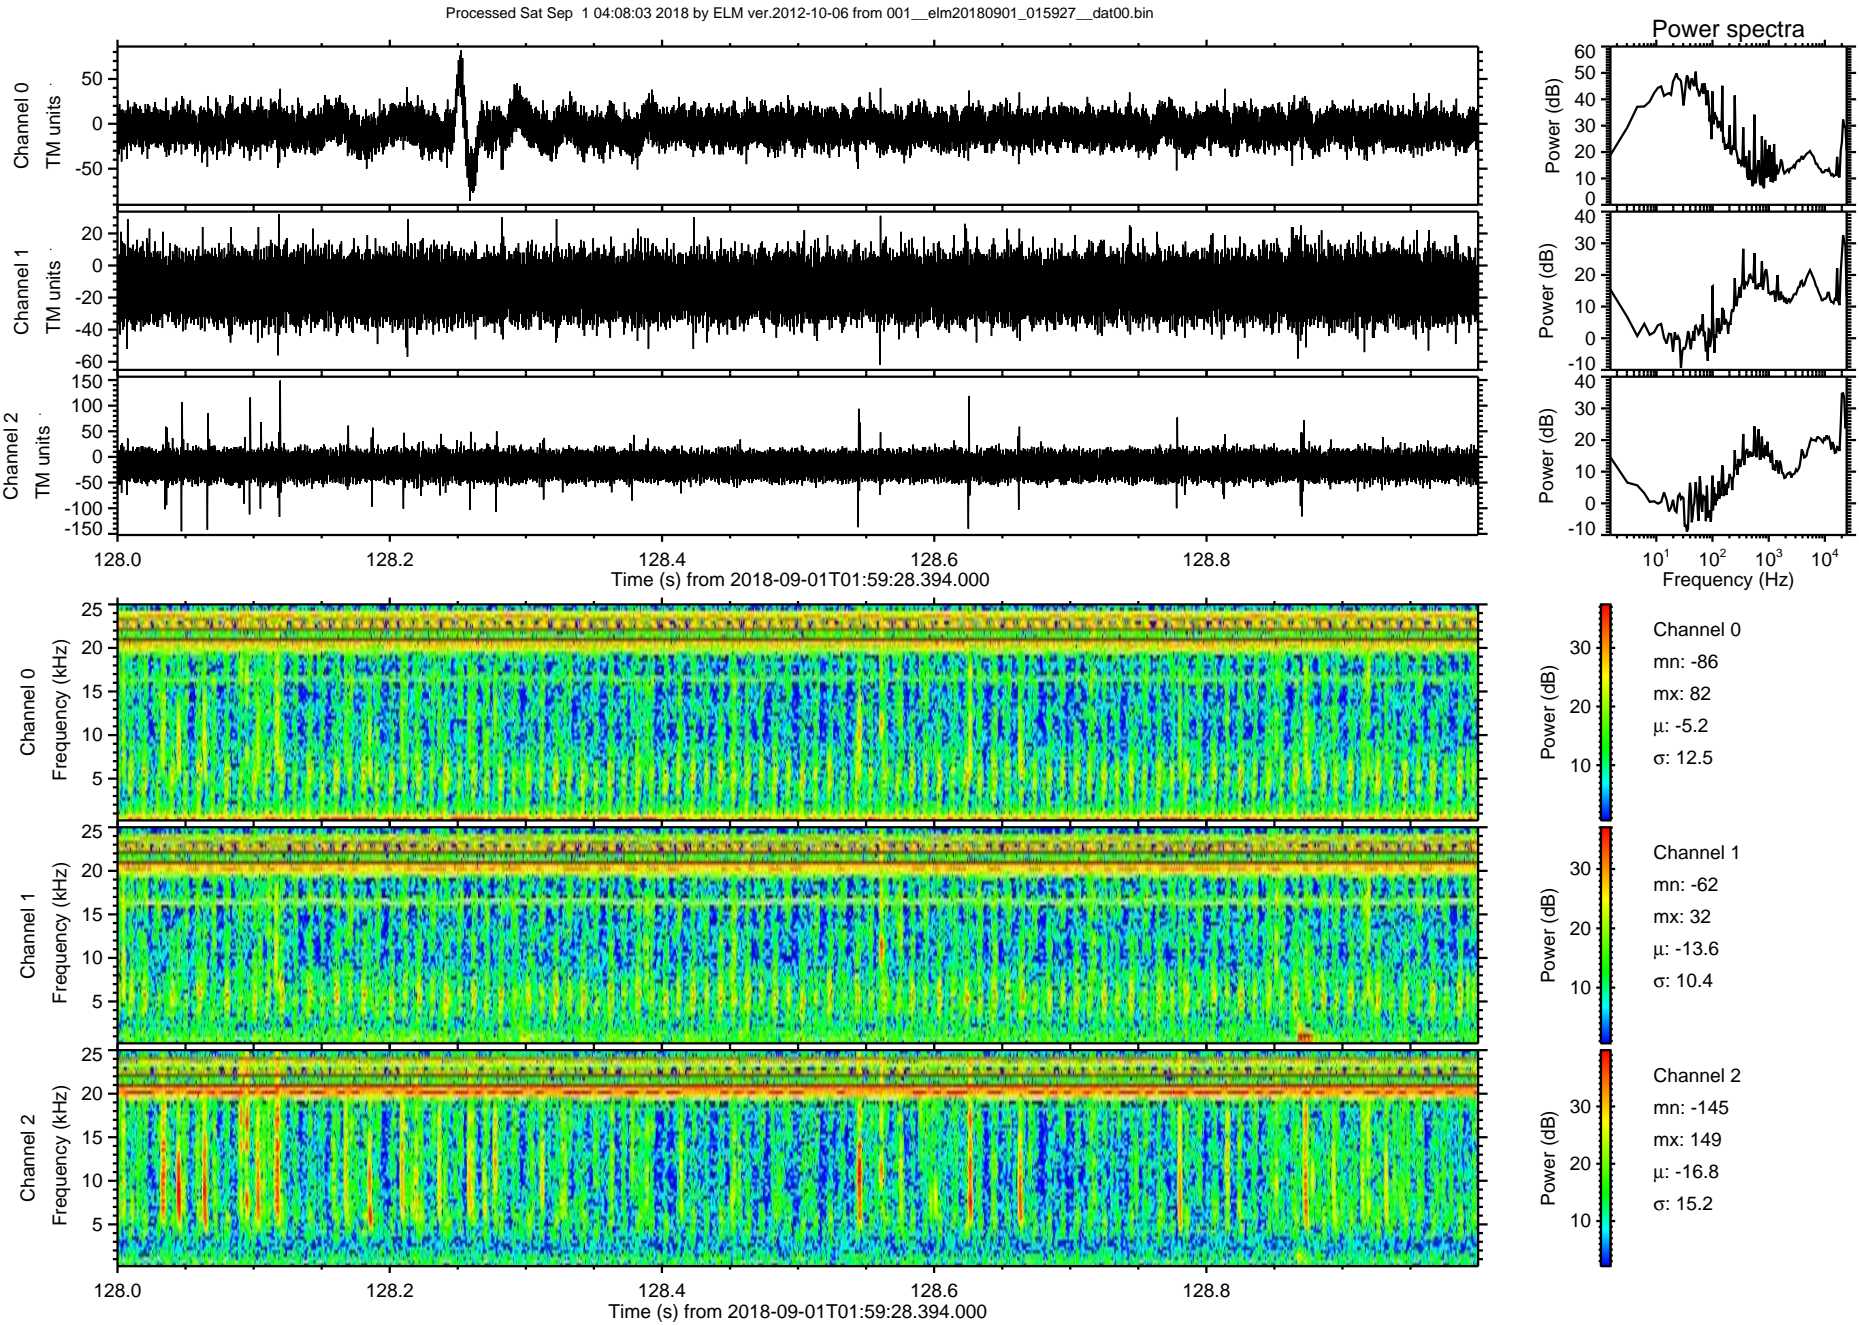 Processed Sat Sep  1 04:08:03 2018 by ELM ver.2012-10-06 from 001__elm20180901_015927__dat00.bin
Power spectra
Channel 0
TM units
50
0
-50
Power (dB)
60
50
40
30
20
10
0
Channel 1
TM units
20
0
-20
-40
-60
Power (dB)
40
30
20
10
0
-10
Channel 2
TM units
150
100
50
0
-50
-100
-150
Power (dB)
40
30
20
10
0
-10
128.0 128.2 128.4 128.6 128.8
Time (s) from 2018-09-01T01:59:28.394.000
10¹ 10² 10³ 10⁴
Frequency (Hz)
Channel 0
Frequency (kHz)
25
20
15
10
5
Power (dB)
30
20
10
Channel 0
mn: -86
mx: 82
μ: -5.2
σ: 12.5
Channel 1
Frequency (kHz)
25
20
15
10
5
Power (dB)
30
20
10
Channel 1
mn: -62
mx: 32
μ: -13.6
σ: 10.4
Channel 2
Frequency (kHz)
25
20
15
10
5
Power (dB)
30
20
10
Channel 2
mn: -145
mx: 149
μ: -16.8
σ: 15.2
128.0 128.2 128.4 128.6 128.8
Time (s) from 2018-09-01T01:59:28.394.000